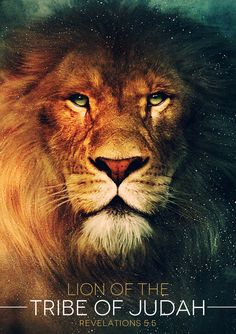 LION OF THE
TRIBE OF JUDAH
REVELATIONS 5:5